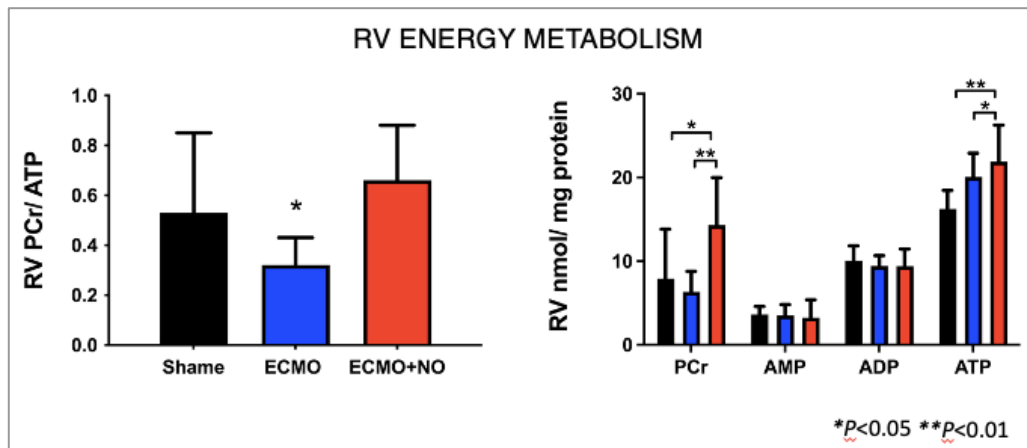 RV ENERGY METABOLISM
RV PCr/ ATP
1.0
0.8
0.6
0.4
0.2
0.0
*
Shame ECMO ECMO+NO
RV nmol/ mg protein
30
20
10
0
*
**
**
*
PCr AMP ADP ATP
*P<0.05 **P<0.01